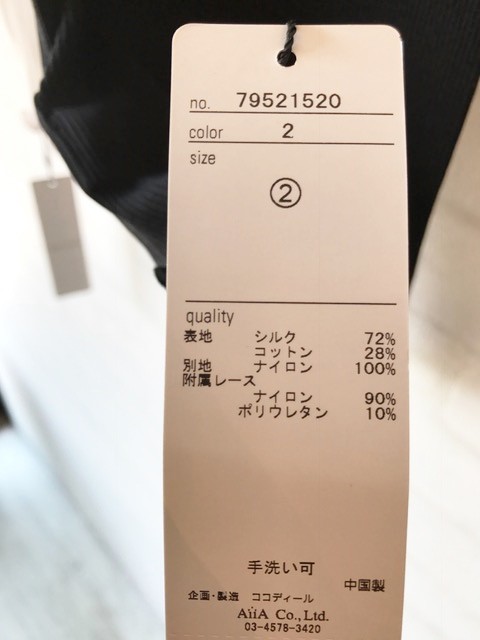 no. 79521520
color 2
size
②
quality
表地 シルク 72%
コットン 28%
別地 ナイロン 100%
附属レース
ナイロン 90%
ポリウレタン 10%
手洗い可
中国製
企画・製造 ココディール
AïiA Co., Ltd.
03-4578-3420